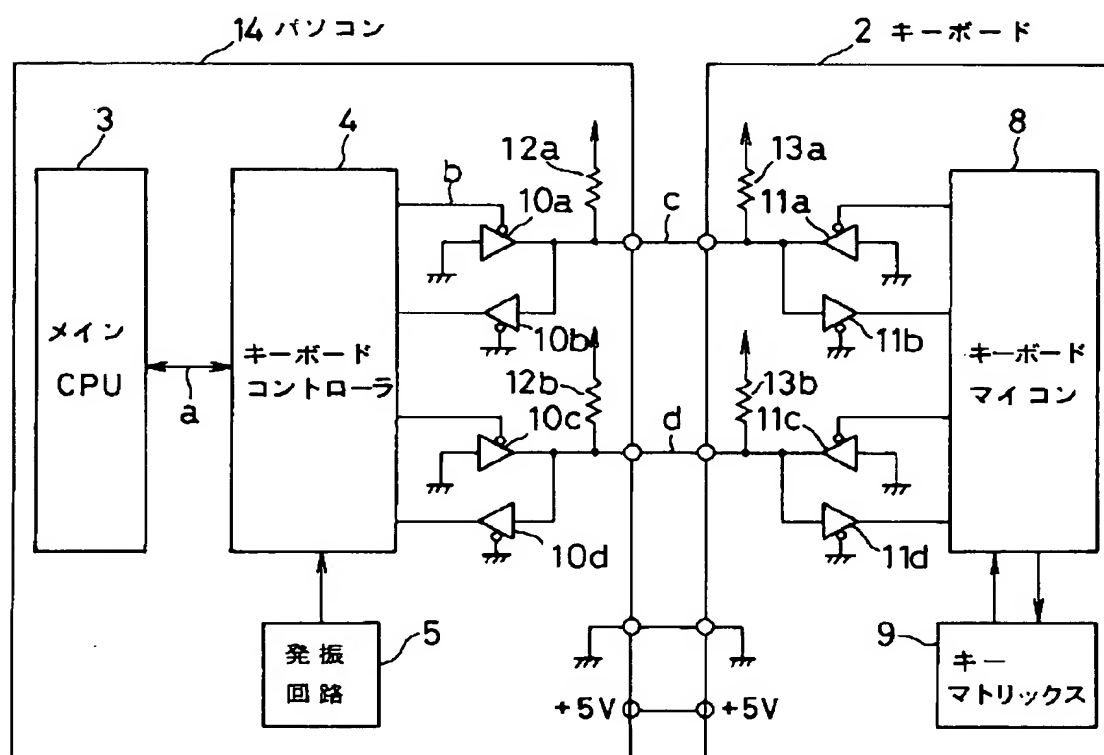 14 パソコン
2 キーボード
3
4
12a
13a
8
b
10a
c
11a
メイン
CPU
a
キーボード
コントローラ
10b
11b
キーボード
マイコン
12b
13b
10c
d
11c
10d
11d
発振
回路
5
9
キー
マトリックス
+5V
+5V